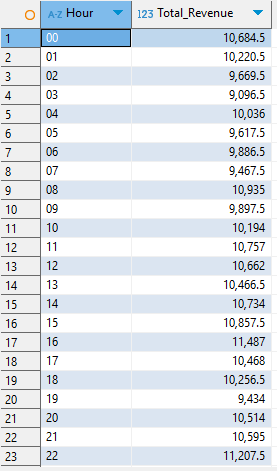 A-Z Hour 123 Total_Revenue
1 00 10,684.5
2 01 10,220.5
3 02 9,669.5
4 03 9,096.5
5 04 10,036
6 05 9,617.5
7 06 9,886.5
8 07 9,467.5
9 08 10,935
10 09 9,897.5
11 10 10,194
12 11 10,757
13 12 10,662
14 13 10,466.5
15 14 10,734
16 15 10,857.5
17 16 11,487
18 17 10,468
19 18 10,256.5
20 19 9,434
21 20 10,514
22 21 10,595
23 22 11,207.5